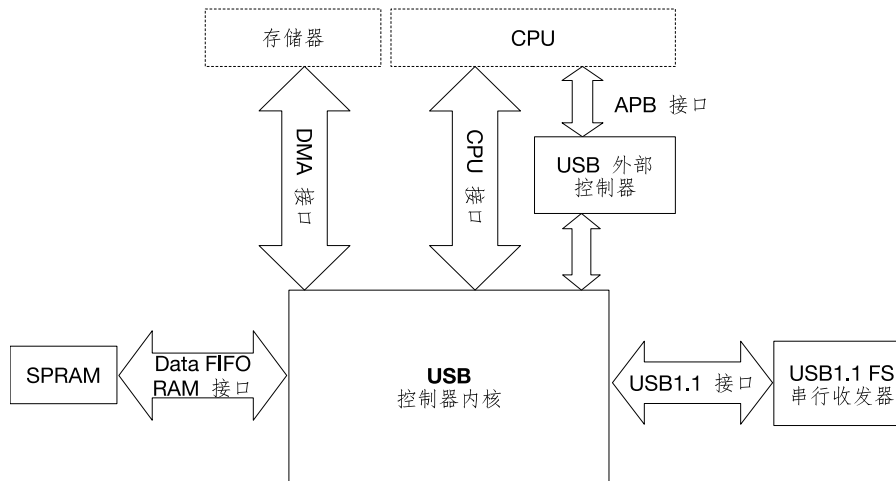 存储器
CPU
DMA 接口
CPU 接口
APB 接口
USB 外部
控制器
SPRAM
Data FIFO
RAM 接口
USB
控制器内核
USB1.1 接口
USB1.1 FS
串行收发器